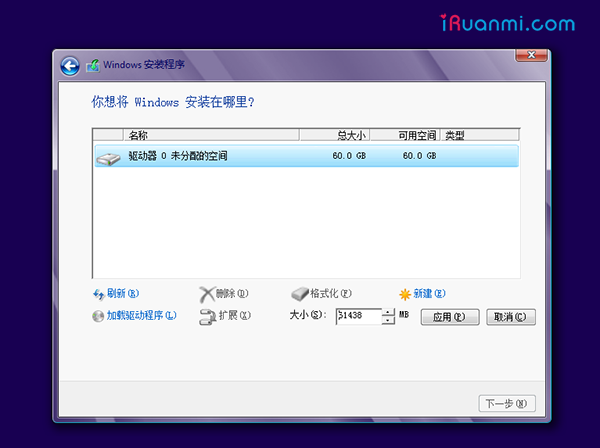 iRuanmi.com
Windows 安装程序
你想将 Windows 安装在哪里?
名称 总大小 可用空间 类型
驱动器 0 未分配的空间 60.0 GB 60.0 GB
刷新(R) 删除(D) 格式化(F) 新建(E)
加载驱动程序(L) 扩展(X) 大小(S): 31438 MB 应用(P) 取消(C)
下一步(N)